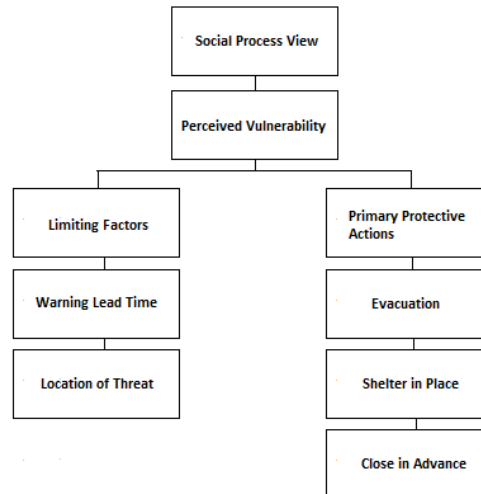 Social Process View
Perceived Vulnerability
Limiting Factors
Warning Lead Time
Location of Threat
Primary Protective
Actions
Evacuation
Shelter in Place
Close in Advance